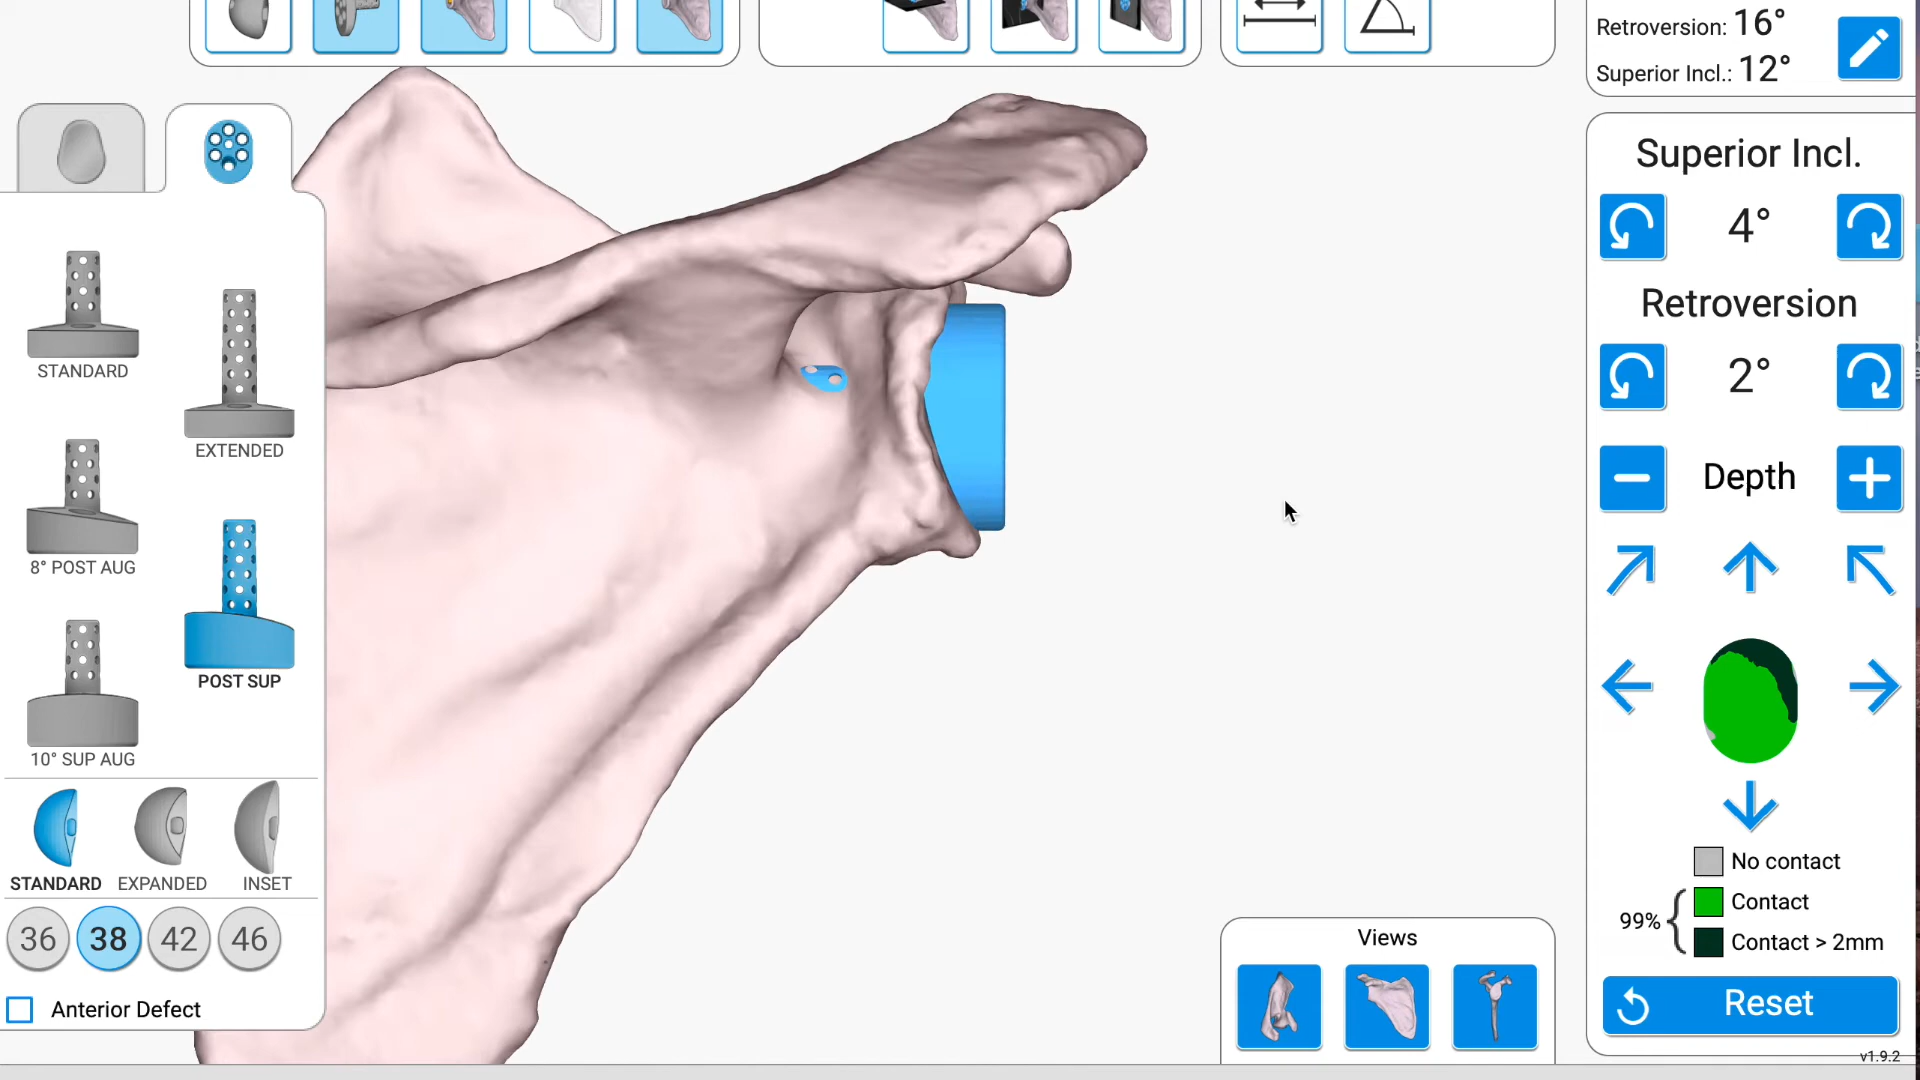 Retroversion: 16°
Superior Incl.: 12°
Superior Incl.
4°
Retroversion
2°
Depth
No contact
99%
Contact
Contact > 2mm
Reset
v1.9.2
STANDARD
EXTENDED
8° POST AUG
POST SUP
10° SUP AUG
STANDARD EXPANDED INSET
36 38 42 46
Anterior Defect
Views